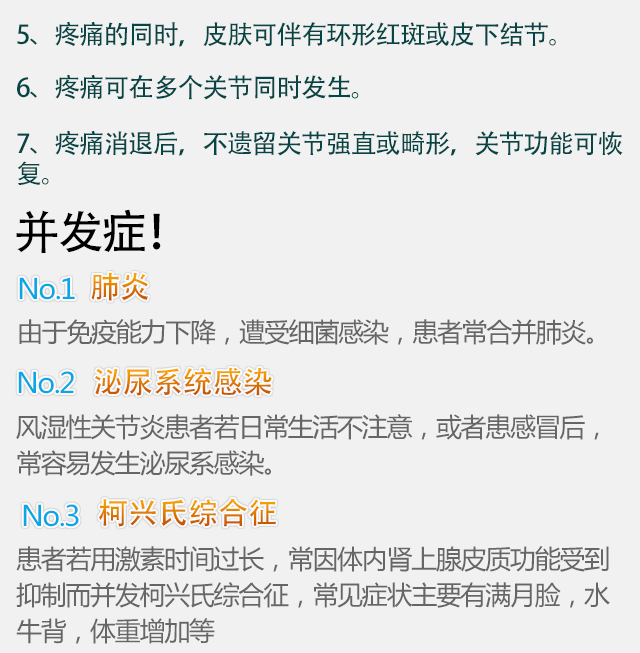 5、疼痛的同时，皮肤可伴有环形红斑或皮下结节。
6、疼痛可在多个关节同时发生。
7、疼痛消退后，不遗留关节强直或畸形，关节功能可恢
复。
并发症！
No.1 肺炎
由于免疫能力下降，遭受细菌感染，患者常合并肺炎。
No.2 泌尿系统感染
风湿性关节炎患者若日常生活不注意，或者患感冒后，
常容易发生泌尿系感染。
No.3 柯兴氏综合征
患者若用激素时间过长，常因体内肾上腺皮质功能受到
抑制而并发柯兴氏综合征，常见症状主要有满月脸，水
牛背，体重增加等